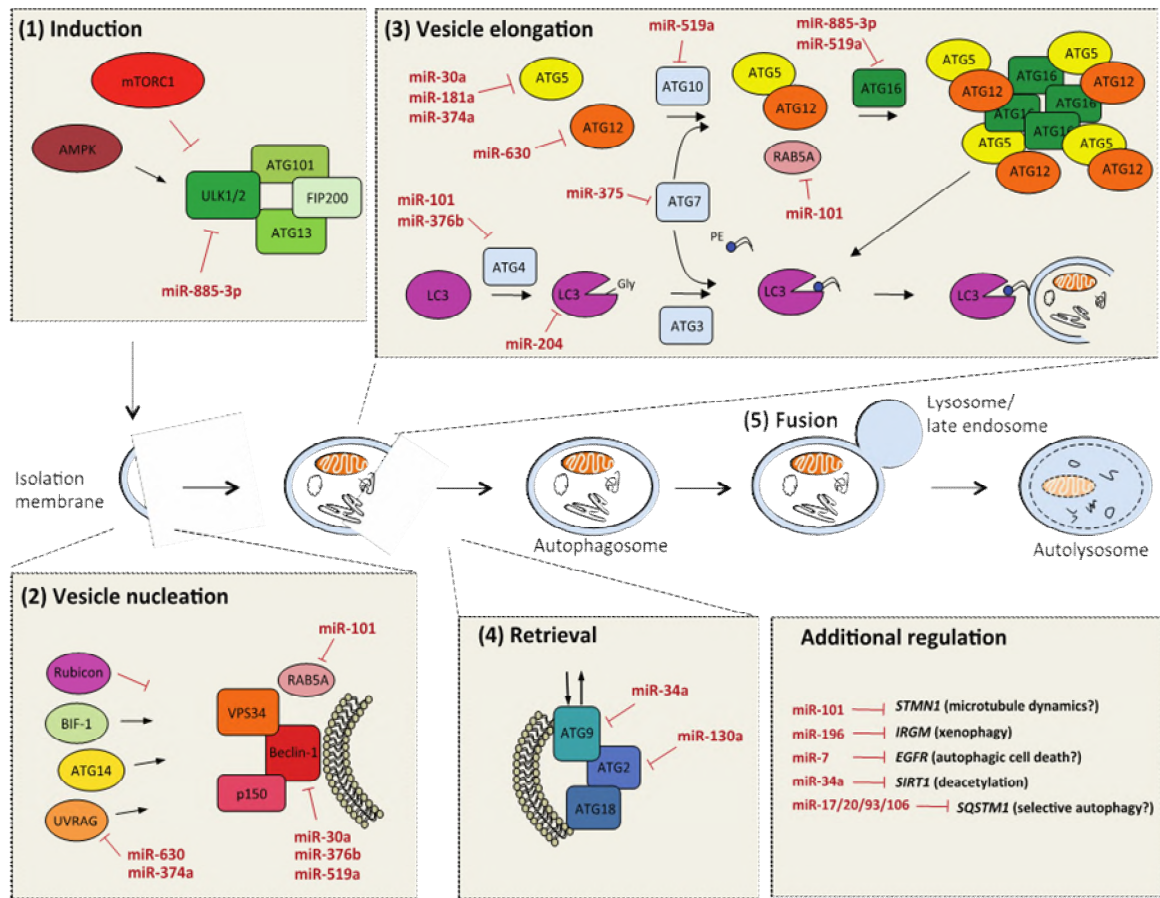 (1) Induction
mTORC1
AMPK
ATG101
ULK1/2
FIP200
ATG13
miR-885-3p
(3) Vesicle elongation
miR-519a
miR-885-3p
miR-519a
miR-30a
miR-181a
miR-374a
ATG5
ATG10
ATG5
ATG12
ATG16
ATG5
ATG16
ATG5
ATG12
ATG16
ATG16
ATG12
ATG16
ATG5
ATG5
ATG12
ATG12
ATG12
miR-630
RAB5A
miR-101
miR-375
ATG7
miR-101
miR-376b
PE
ATG4
LC3
LC3
Gly
LC3
LC3
ATG3
miR-204
Isolation
membrane
Autophagosome
(5) Fusion
Lysosome/
late endosome
Autolysosome
(2) Vesicle nucleation
miR-101
Rubicon
RAB5A
BIF-1
VPS34
Beclin-1
ATG14
p150
UVRAG
miR-630
miR-374a
miR-30a
miR-376b
miR-519a
(4) Retrieval
miR-34a
ATG9
miR-130a
ATG2
ATG18
Additional regulation
miR-101 STMN1 (microtubule dynamics?)
miR-196 IRGM (xenophagy)
miR-7 EGFR (autophagic cell death?)
miR-34a SIRT1 (deacetylation)
miR-17/20/93/106 SQSTM1 (selective autophagy?)